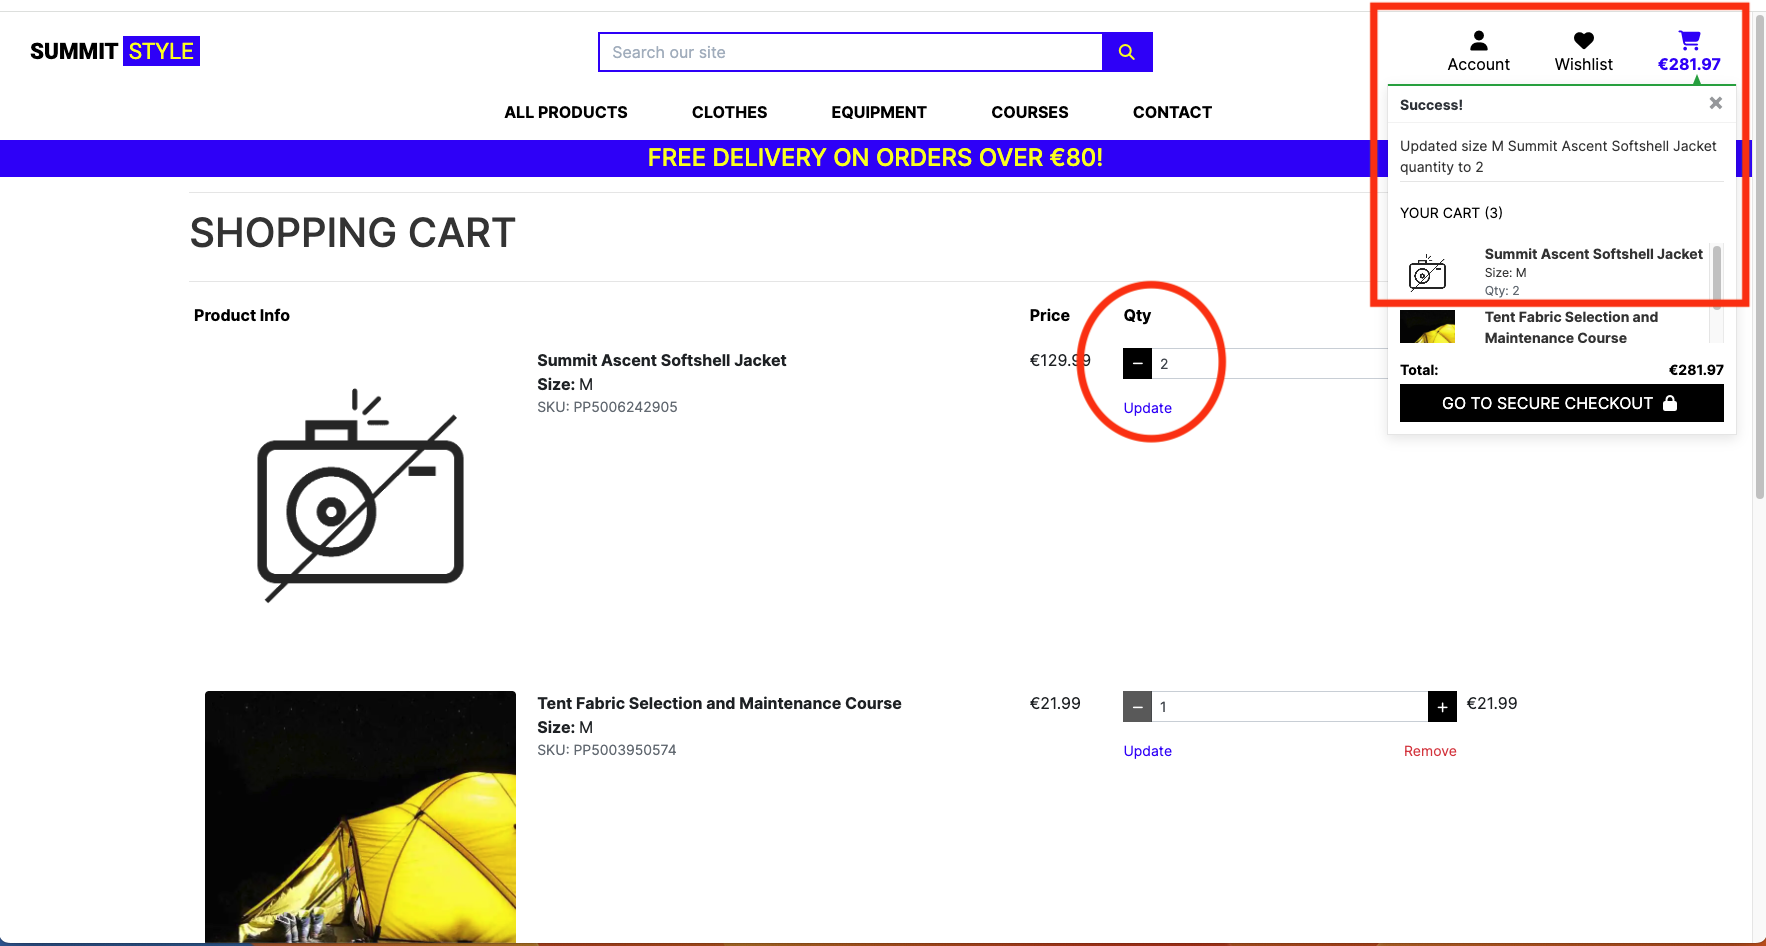 SUMMIT STYLE
Search our site
Account
Wishlist
€281.97
ALL PRODUCTS
CLOTHES
EQUIPMENT
COURSES
CONTACT
FREE DELIVERY ON ORDERS OVER €80!
Success!
Updated size M Summit Ascent Softshell Jacket
quantity to 2
YOUR CART (3)
Summit Ascent Softshell Jacket
Size: M
Qty: 2
Tent Fabric Selection and
Maintenance Course
Total: €281.97
GO TO SECURE CHECKOUT
SHOPPING CART
Product Info
Price
Qty
Summit Ascent Softshell Jacket
Size: M
SKU: PP5006242905
€129.99
− 2
Update
Tent Fabric Selection and Maintenance Course
Size: M
SKU: PP5003950574
€21.99
− 1 +
€21.99
Update
Remove